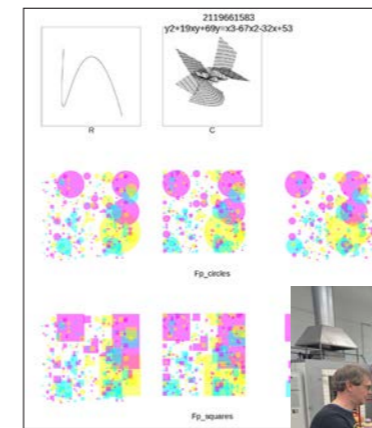 2119661583
y2+19xy+69y=x3-67x2-32x+53
R
C
Fp_circles
Fp_squares